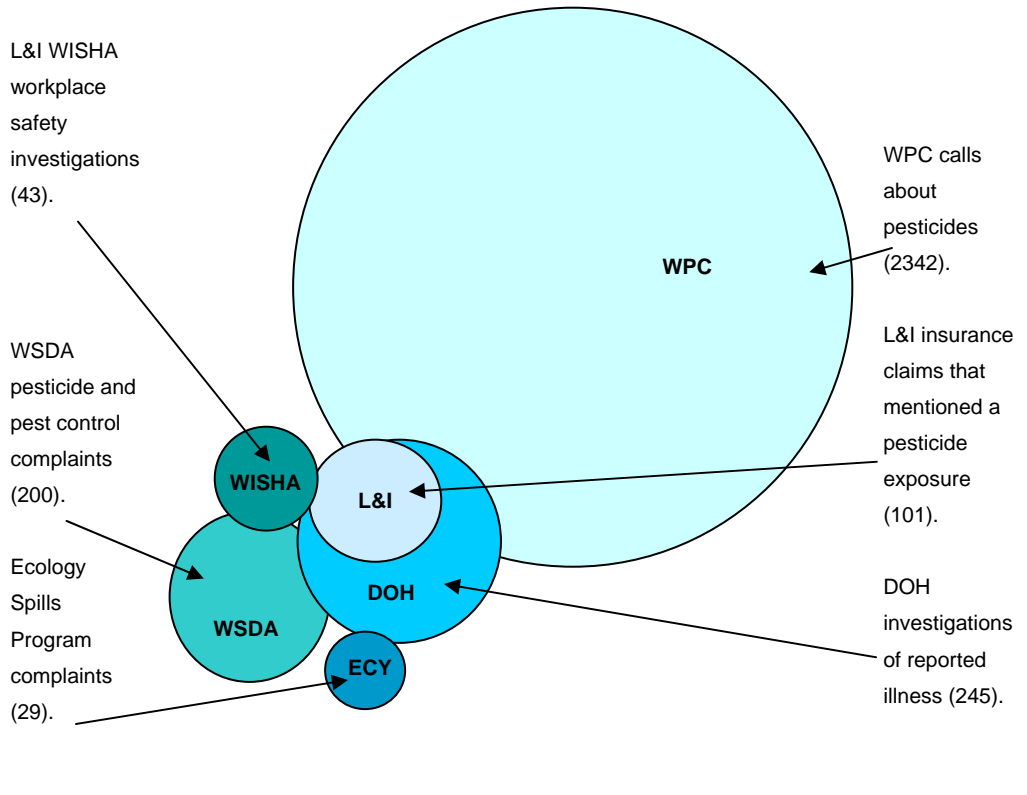 L&I WISHA
workplace
safety
investigations
(43).
WSDA
pesticide and
pest control
complaints
(200).
Ecology
Spills
Program
complaints
(29).
WPC
WISHA
L&I
DOH
WSDA
ECY
WPC calls
about
pesticides
(2342).
L&I insurance
claims that
mentioned a
pesticide
exposure
(101).
DOH
investigations
of reported
illness (245).